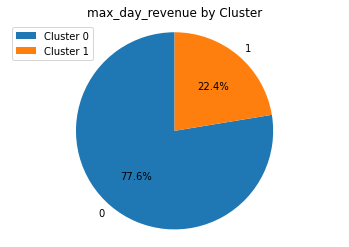 max_day_revenue by Cluster
Cluster 0
Cluster 1
1
22.4%
77.6%
0